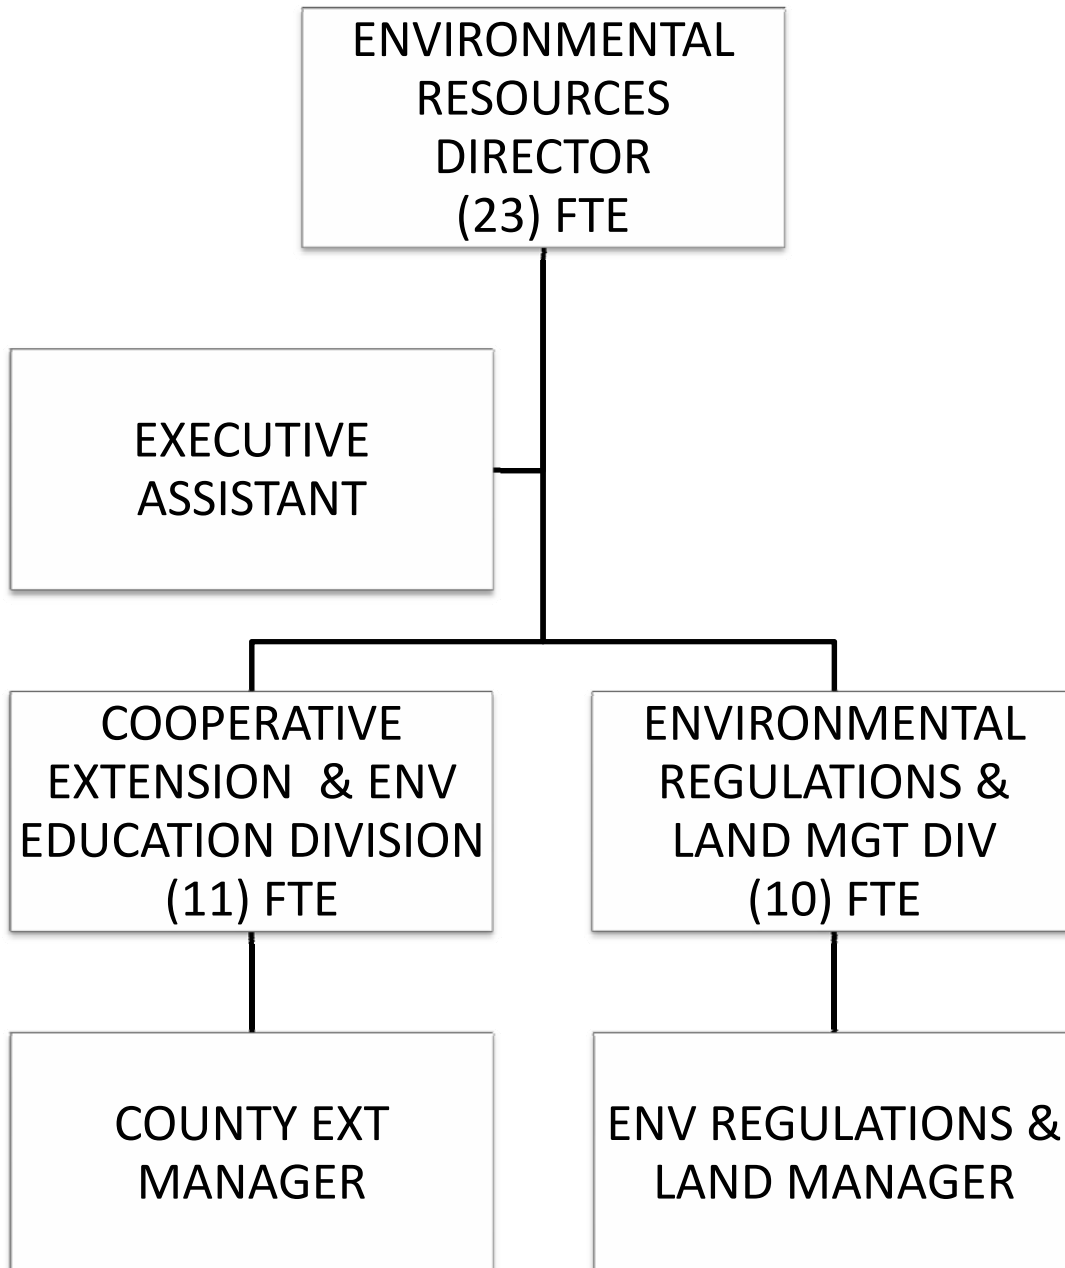 ENVIRONMENTAL
RESOURCES
DIRECTOR
(23) FTE
EXECUTIVE
ASSISTANT
COOPERATIVE
EXTENSION & ENV
EDUCATION DIVISION
(11) FTE
ENVIRONMENTAL
REGULATIONS &
LAND MGT DIV
(10) FTE
COUNTY EXT
MANAGER
ENV REGULATIONS &
LAND MANAGER